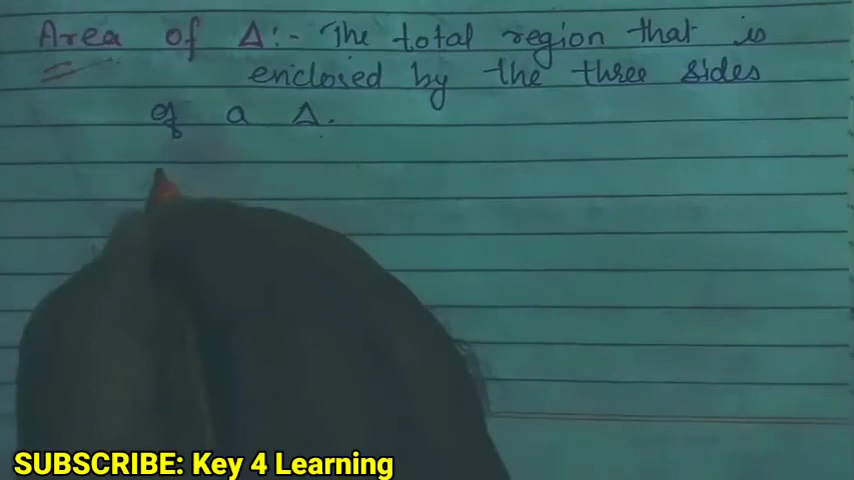 Area of Δ:- The total region that is
enclosed by the three sides
of a Δ.
SUBSCRIBE: Key 4 Learning